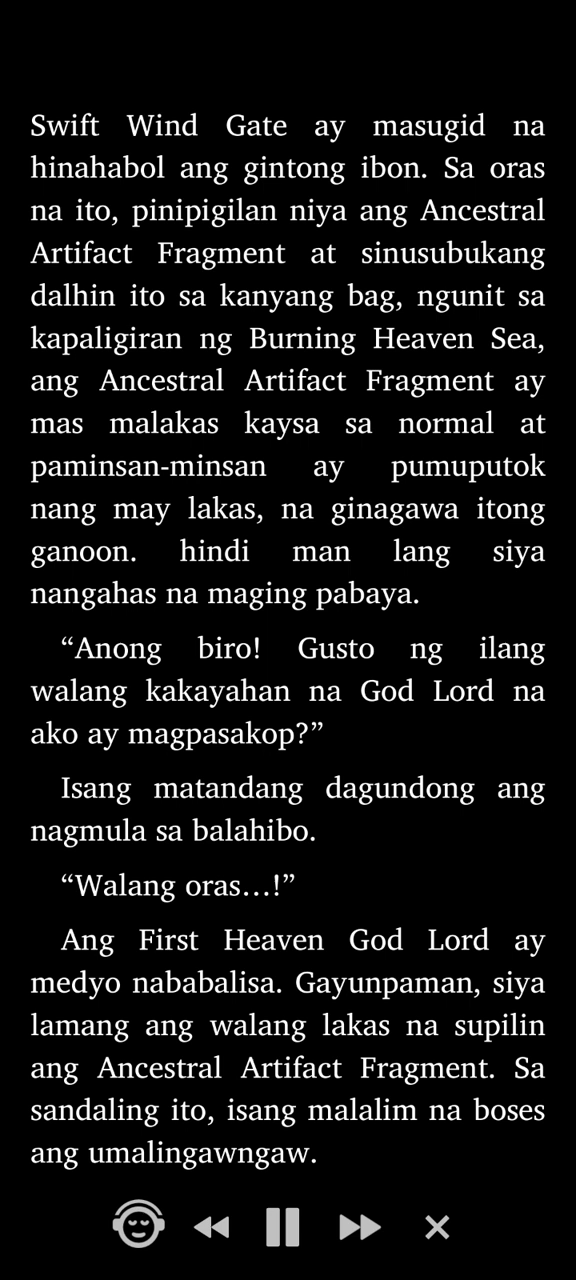 Swift Wind Gate ay masugid na
hinahabol ang gintong ibon. Sa oras
na ito, pinipigilan niya ang Ancestral
Artifact Fragment at sinusubukang
dalhin ito sa kanyang bag, ngunit sa
kapaligiran ng Burning Heaven Sea,
ang Ancestral Artifact Fragment ay
mas malakas kaysa sa normal at
paminsan-minsan ay pumuputok
nang may lakas, na ginagawa itong
ganoon. hindi man lang siya
nangahas na maging pabaya.
“Anong biro! Gusto ng ilang
walang kakayahan na God Lord na
ako ay magpasakop?”
Isang matandang dagundong ang
nagmula sa balahibo.
“Walang oras…!”
Ang First Heaven God Lord ay
medyo nababalisa. Gayunpaman, siya
lamang ang walang lakas na supilin
ang Ancestral Artifact Fragment. Sa
sandaling ito, isang malalim na boses
ang umalingawngaw.